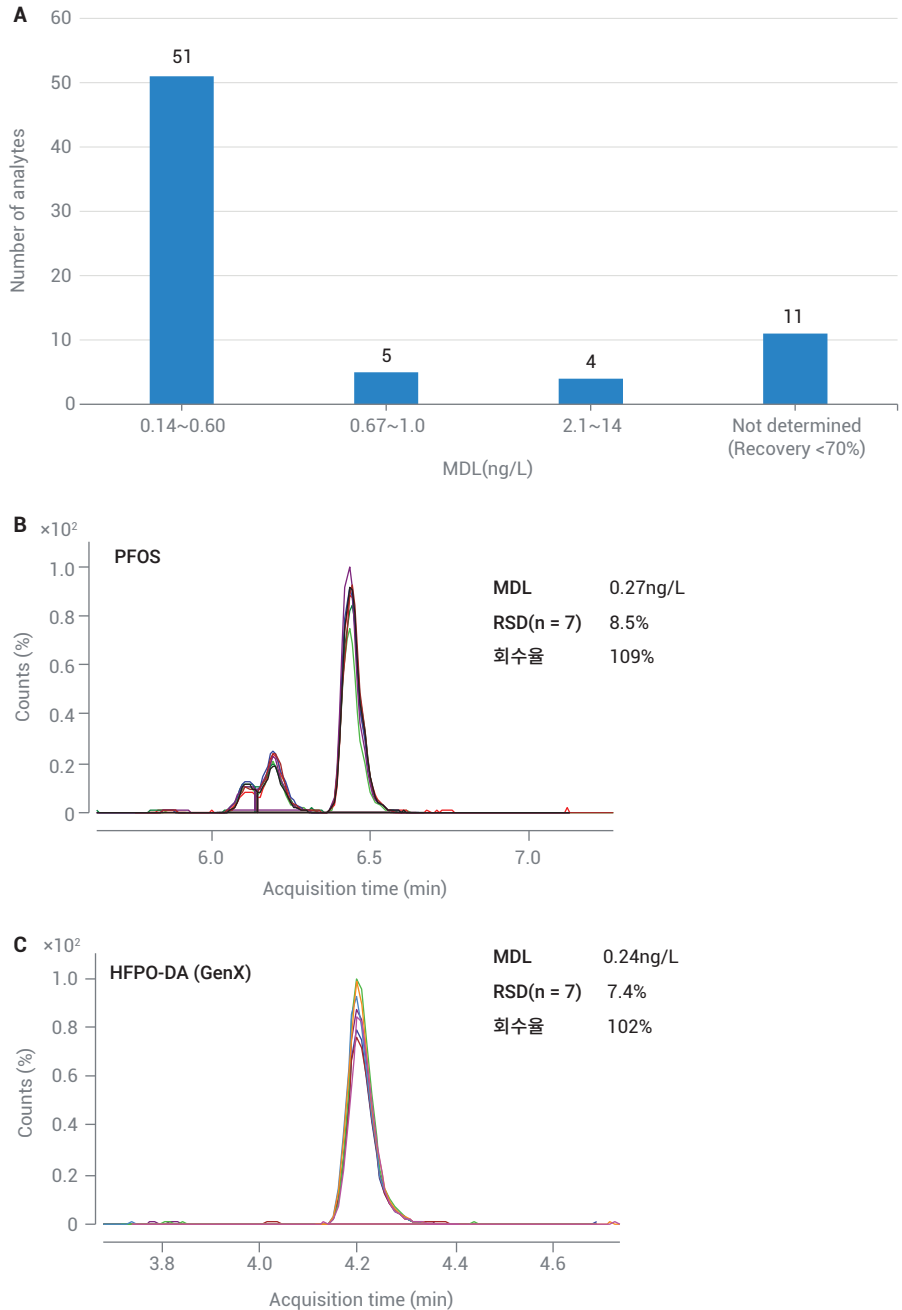 A
60
50
40
30
20
10
0
Number of analytes
51
5
4
11
0.14~0.60
0.67~1.0
2.1~14
Not determined
(Recovery <70%)
MDL(ng/L)
B
×10²
PFOS
MDL 0.27ng/L
RSD(n = 7) 8.5%
회수율 109%
1.0
0.8
0.6
0.4
0.2
0
Counts (%)
6.0
6.5
7.0
Acquisition time (min)
C
×10²
HFPO-DA (GenX)
MDL 0.24ng/L
RSD(n = 7) 7.4%
회수율 102%
1.0
0.8
0.6
0.4
0.2
0
Counts (%)
3.8
4.0
4.2
4.4
4.6
Acquisition time (min)